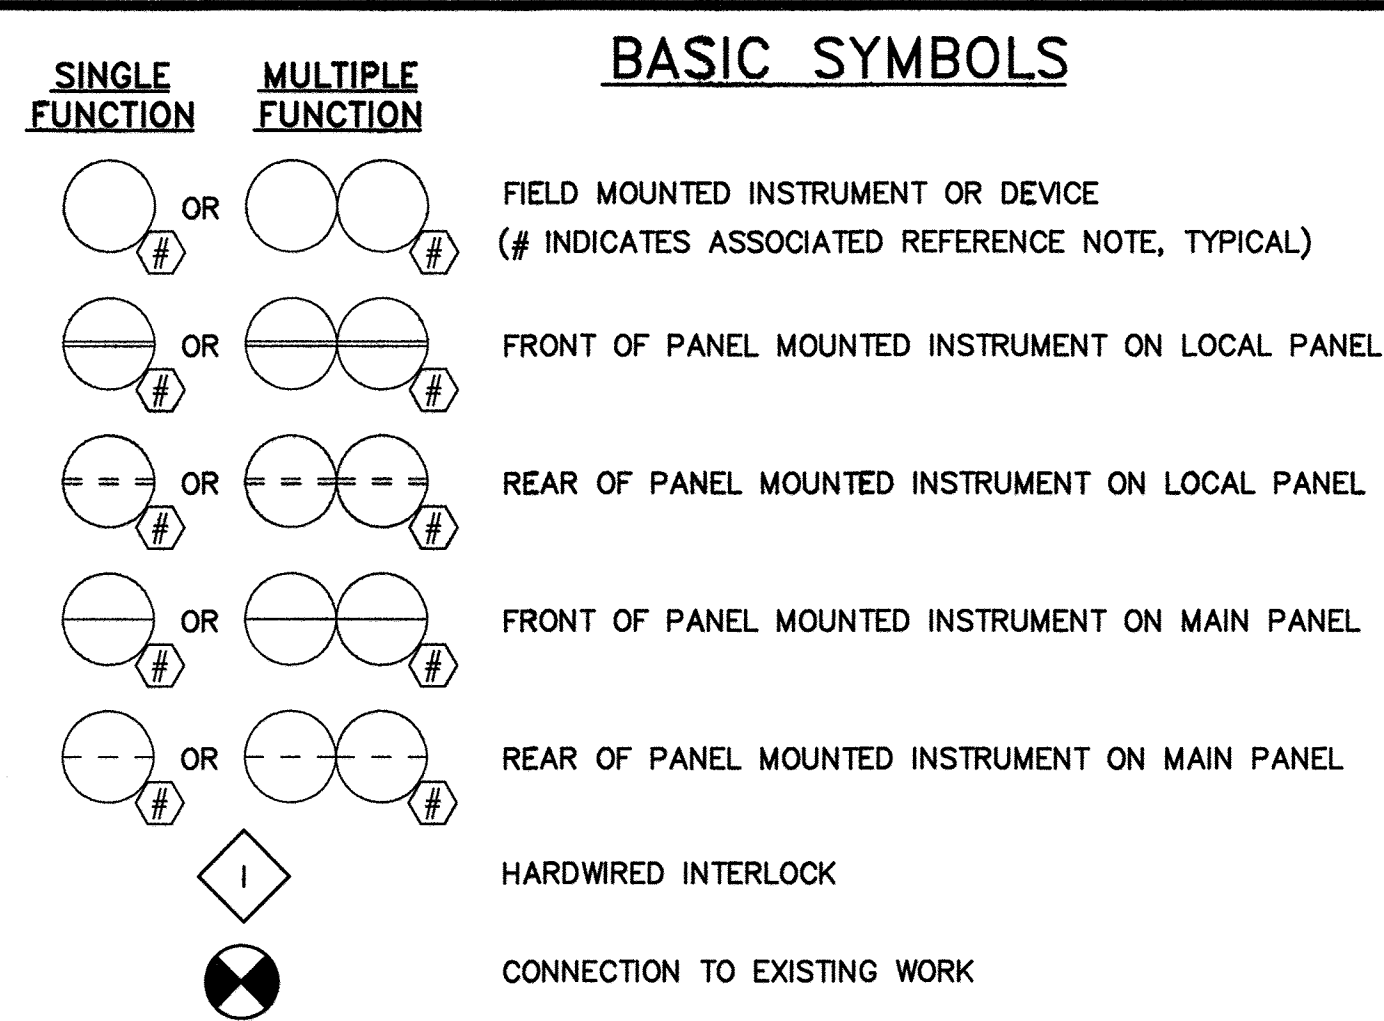 BASIC SYMBOLS
SINGLE FUNCTION
MULTIPLE FUNCTION
OR
#
#
FIELD MOUNTED INSTRUMENT OR DEVICE
(# INDICATES ASSOCIATED REFERENCE NOTE, TYPICAL)
OR
#
#
FRONT OF PANEL MOUNTED INSTRUMENT ON LOCAL PANEL
OR
#
#
REAR OF PANEL MOUNTED INSTRUMENT ON LOCAL PANEL
OR
#
#
FRONT OF PANEL MOUNTED INSTRUMENT ON MAIN PANEL
OR
#
#
REAR OF PANEL MOUNTED INSTRUMENT ON MAIN PANEL
I
HARDWIRED INTERLOCK
CONNECTION TO EXISTING WORK